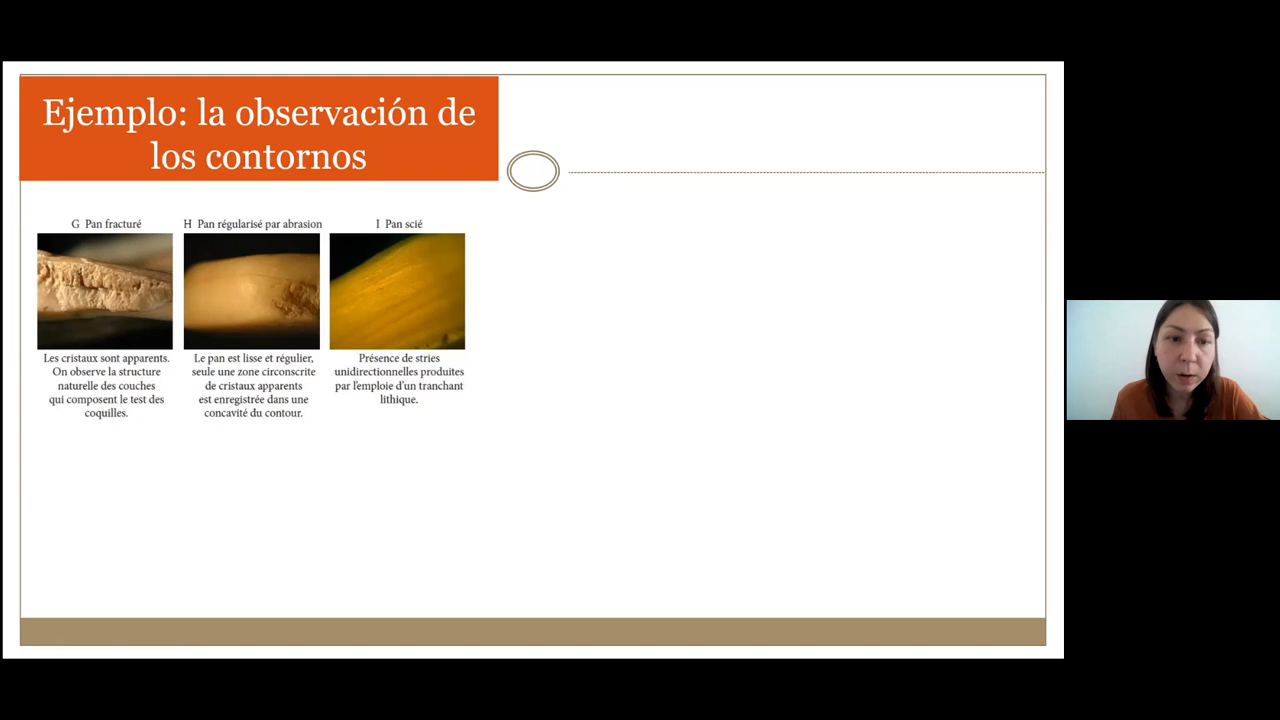 Ejemplo: la observación de
los contornos
G Pan fracturé
Les cristaux sont apparents.
On observe la structure
naturelle des couches
qui composent le test des
coquilles.
H Pan régularisé par abrasion
Le pan est lisse et régulier,
seule une zone circonscrite
de cristaux apparents
est enregistrée dans une
concavité du contour.
I Pan scié
Présence de stries
unidirectionnelles produites
par l'emploie d'un tranchant
lithique.